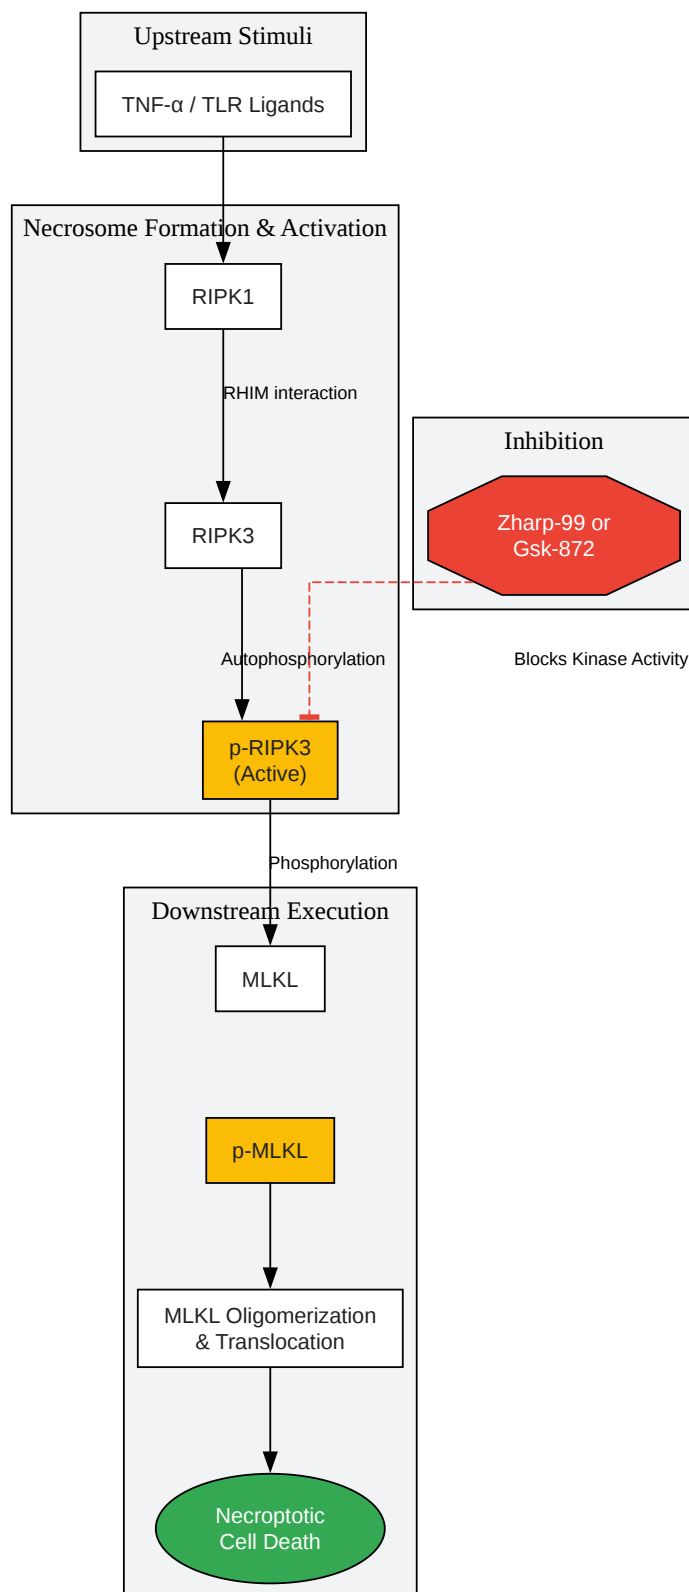 Upstream Stimuli
TNF-α / TLR Ligands
Necrosome Formation & Activation
RIPK1
RHIM interaction
Inhibition
RIPK3
Zharp-99 or
Gsk-872
Autophosphorylation
Blocks Kinase Activity
p-RIPK3
(Active)
Phosphorylation
Downstream Execution
MLKL
p-MLKL
MLKL Oligomerization
& Translocation
Necroptotic
Cell Death